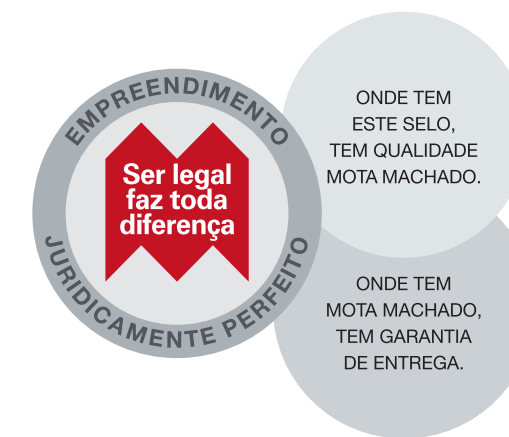 EMPREENDIMENTO
Ser legal
faz toda
diferença
JURIDICAMENTE PERFEITO
ONDE TEM
ESTE SELO,
TEM QUALIDADE
MOTA MACHADO.
ONDE TEM
MOTA MACHADO,
TEM GARANTIA
DE ENTREGA.